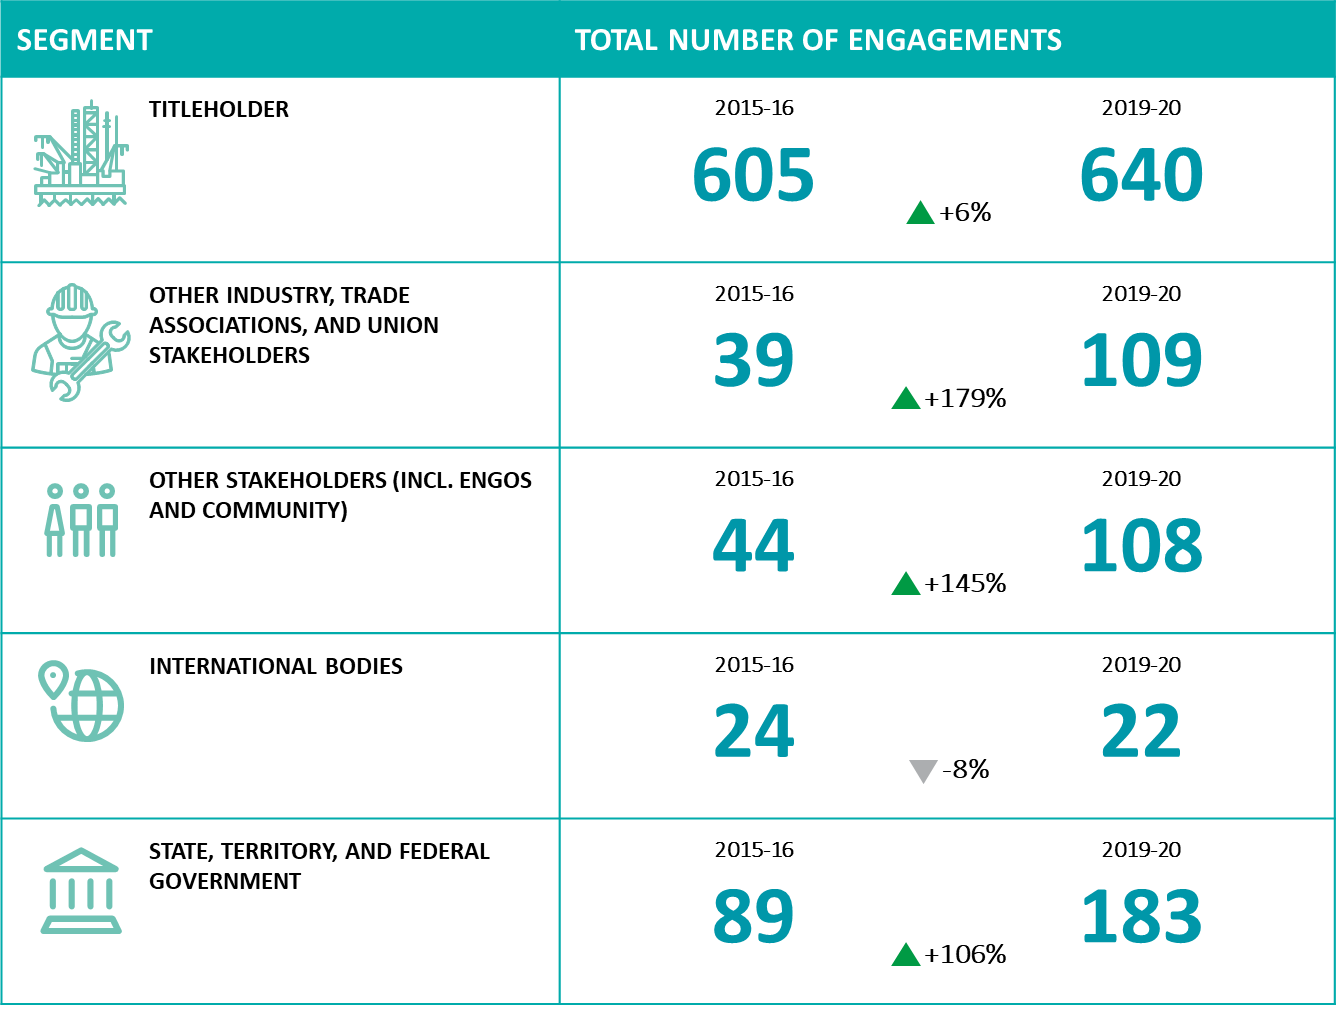 SEGMENT
TOTAL NUMBER OF ENGAGEMENTS
TITLEHOLDER
2015-16
2019-20
605
640
+6%
OTHER INDUSTRY, TRADE
ASSOCIATIONS, AND UNION
STAKEHOLDERS
2015-16
2019-20
39
109
+179%
OTHER STAKEHOLDERS (INCL. ENGOS
AND COMMUNITY)
2015-16
2019-20
44
108
+145%
INTERNATIONAL BODIES
2015-16
2019-20
24
22
-8%
STATE, TERRITORY, AND FEDERAL
GOVERNMENT
2015-16
2019-20
89
183
+106%